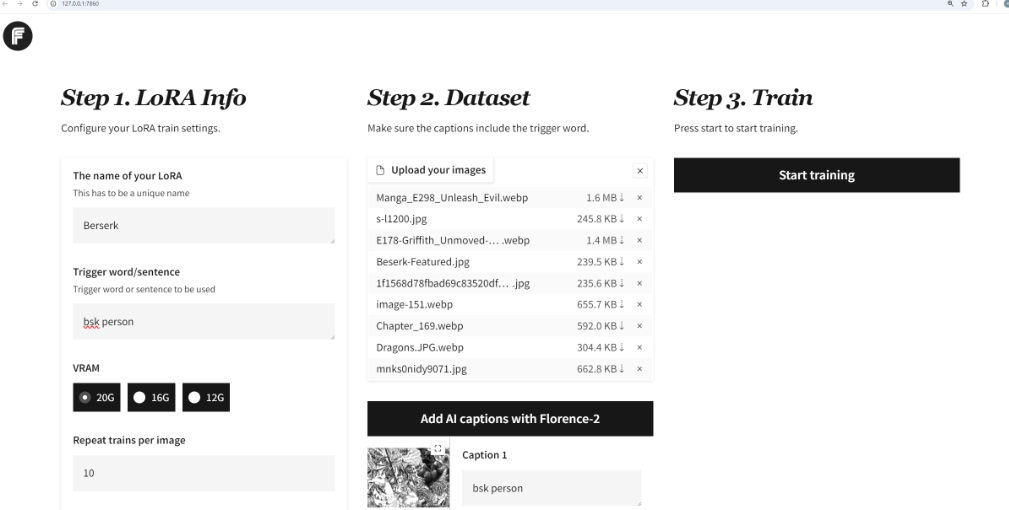 127.0.0.1:7860
F
Step 1. LoRA Info
Configure your LoRA train settings.
The name of your LoRA
This has to be a unique name
Berserk
Trigger word/sentence
Trigger word or sentence to be used
bsk person
VRAM
20G 16G 12G
Repeat trains per image
10
Step 2. Dataset
Make sure the captions include the trigger word.
Upload your images
Manga_E298_Unleash_Evil.webp 1.6 MB ↓ ×
s-l1200.jpg 245.8 KB ↓ ×
E178-Griffith_Unmoved-... .webp 1.4 MB ↓ ×
Beserk-Featured.jpg 239.5 KB ↓ ×
1f1568d78fbad69c83520df... .jpg 235.6 KB ↓ ×
image-151.webp 655.7 KB ↓ ×
Chapter_169.webp 592.0 KB ↓ ×
Dragons.JPG.webp 304.4 KB ↓ ×
mnks0nidy9071.jpg 662.8 KB ↓ ×
Add AI captions with Florence-2
Caption 1
bsk person
Step 3. Train
Press start to start training.
Start training